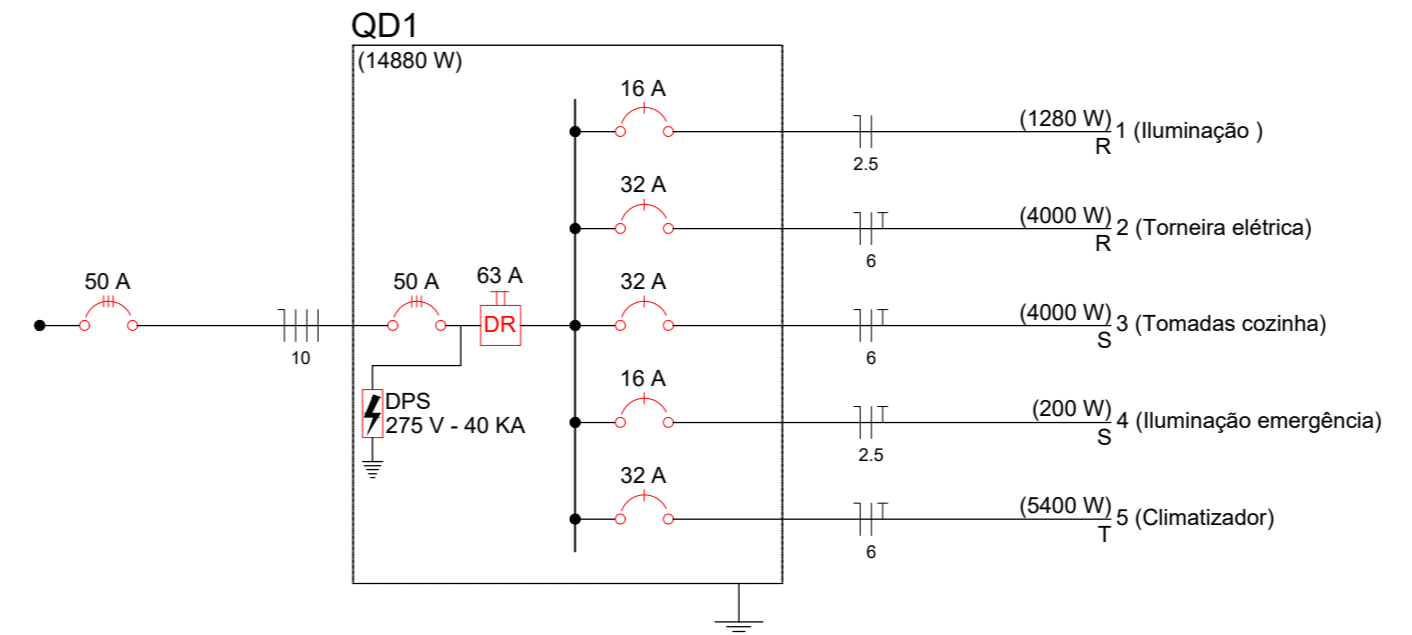 QD1
(14880 W)
16 A
(1280 W)
1 (Iluminação )
R
2.5
32 A
(4000 W)
2 (Torneira elétrica)
R
6
50 A
10
50 A
63 A
DR
32 A
(4000 W)
3 (Tomadas cozinha)
S
6
DPS
275 V - 40 KA
16 A
(200 W)
4 (Iluminação emergência)
S
2.5
32 A
(5400 W)
5 (Climatizador)
T
6